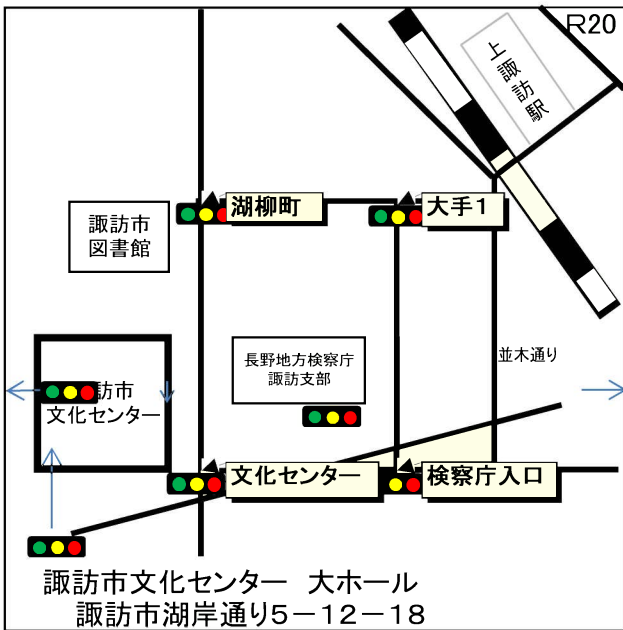 R20
上諏訪駅
湖柳町
大手1
諏訪市
図書館
長野地方検察庁
諏訪支部
並木通り
訪市
文化センター
文化センター
検察庁入口
諏訪市文化センター 大ホール
諏訪市湖岸通り5－12－18